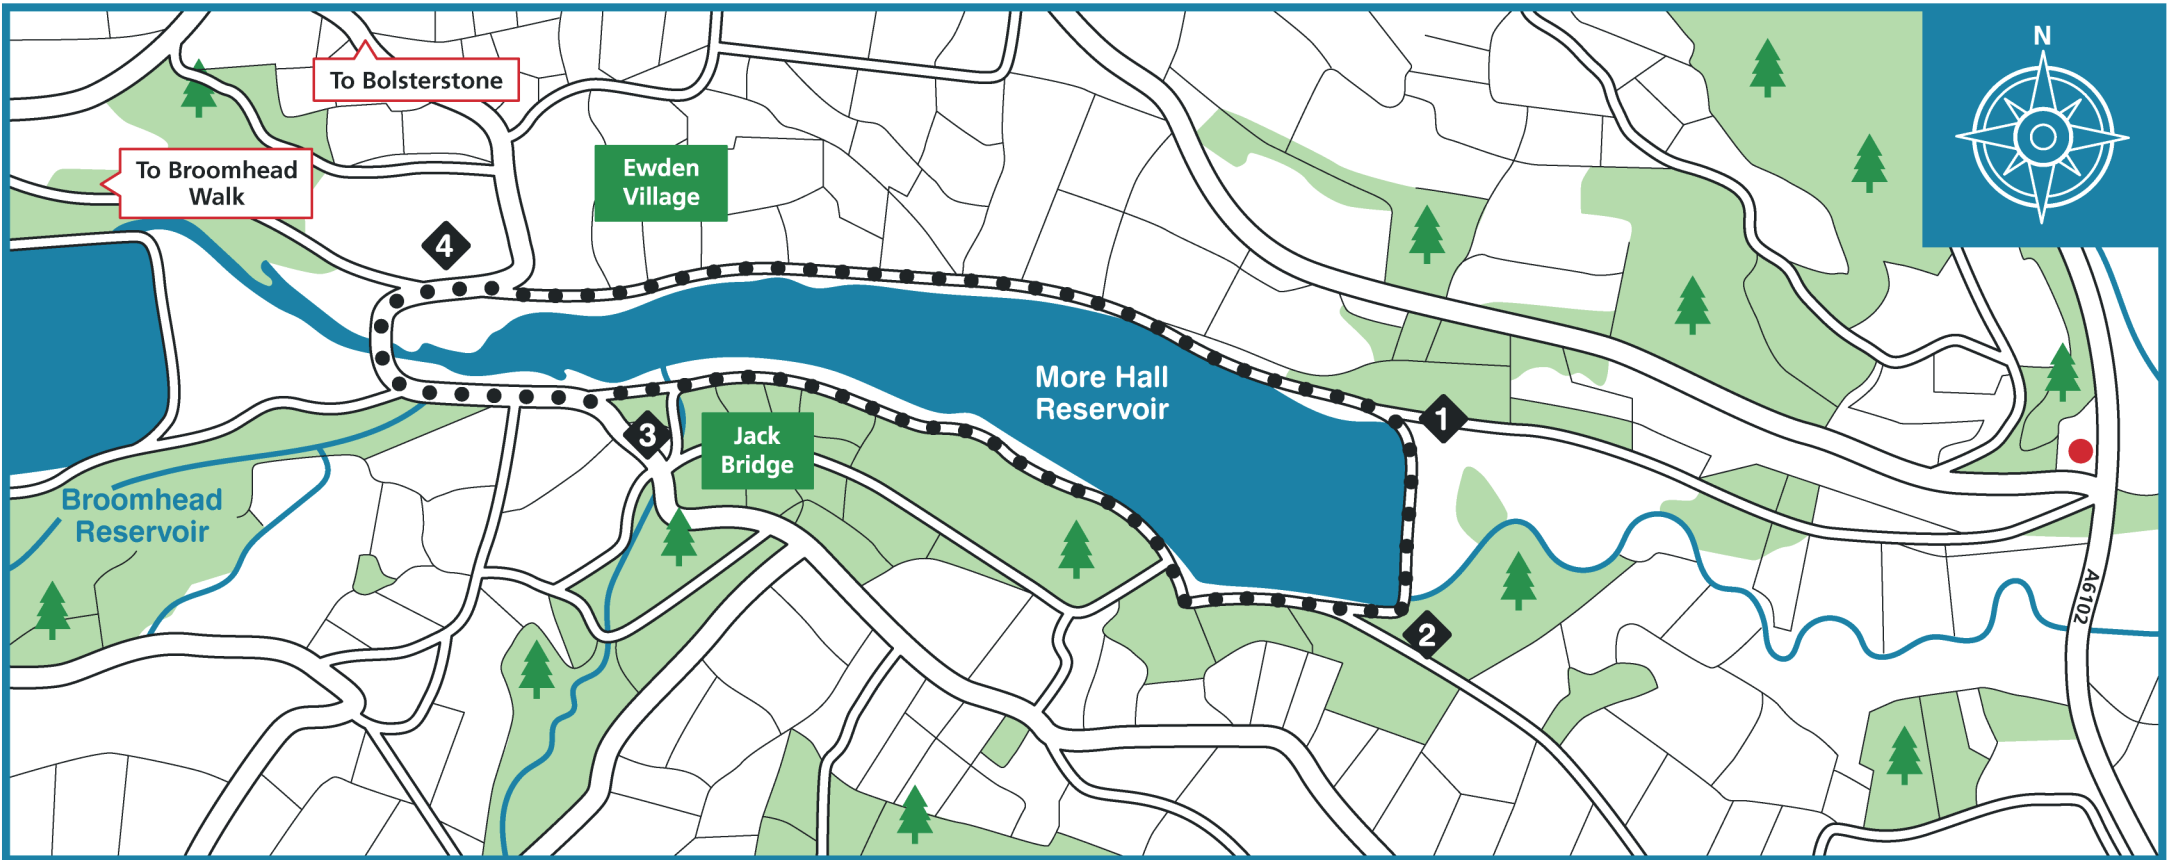 N
To Bolsterstone
To Broomhead
Walk
Ewden
Village
4
More Hall
Reservoir
1
3
Jack
Bridge
Broomhead
Reservoir
2
A6102